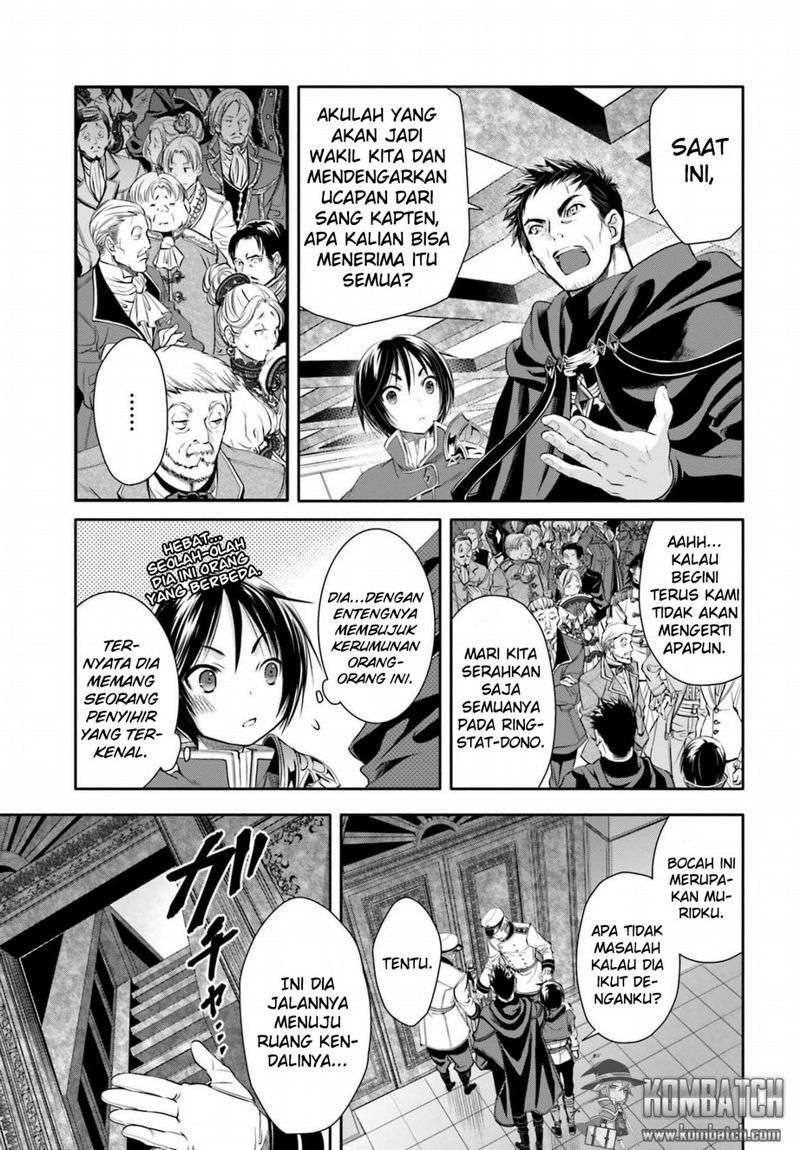 SAAT
INI,
AKULAH YANG
AKAN JADI
WAKIL KITA DAN
MENDENGARKAN
UCAPAN DARI
SANG KAPTEN,
APA KALIAN BISA
MENERIMA ITU
SEMUA?
......
AAHH...
KALAU
BEGINI
TERUS KAMI
TIDAK AKAN
MENGERTI
APAPUN.
MARI KITA
SERAHKAN
SAJA
SEMUANYA
PADA RING-
STAT-DONO.
DIA...DENGAN
ENTENGNYA
MEMBUJUK
KERUMUNAN
ORANG-
ORANG INI.
HEBAT...
SEOLAH-OLAH
DIA INI ORANG
YANG BERBEDA.
TER-
NYATA DIA
MEMANG
SEORANG
PENYIHIR
YANG TER-
KENAL.
BOCAH INI
MERUPA-
KAN MU-
RIDKU.
APA TIDAK
MASALAH
KALAU DIA
IKUT DE-
NGANKU?
TENTU.
INI DIA
JALANNYA
MENUJU
RUANG KEN-
DALINYA...
ガチャ…
KOMBATCH
www.kombatch.com